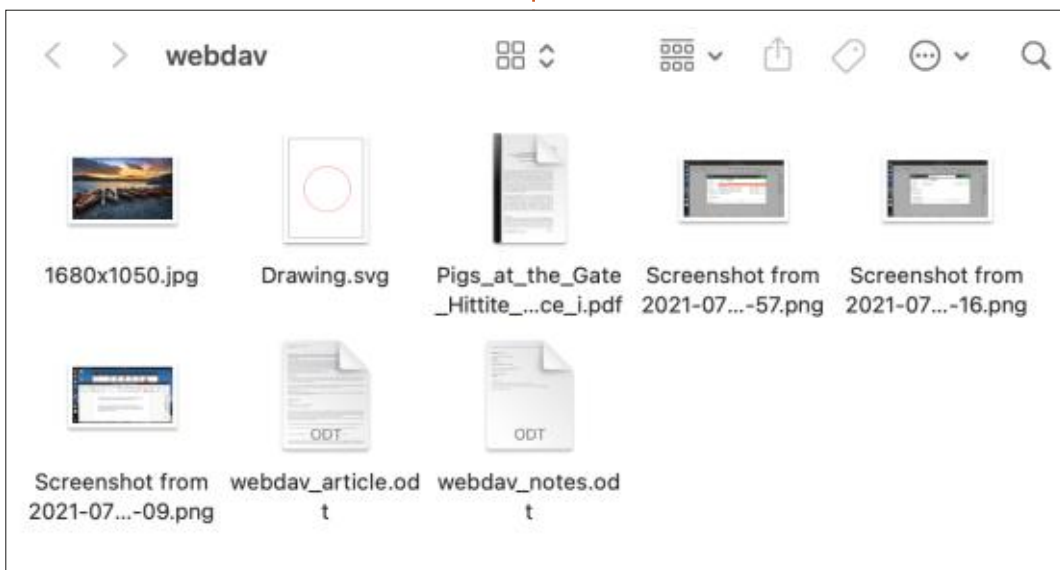 webdav
1680x1050.jpg
Drawing.svg
Pigs_at_the_Gate
_Hittite_...ce_i.pdf
Screenshot from
2021-07...-57.png
Screenshot from
2021-07...-16.png
ODT
ODT
Screenshot from
2021-07...-09.png
webdav_article.od
t
webdav_notes.od
t